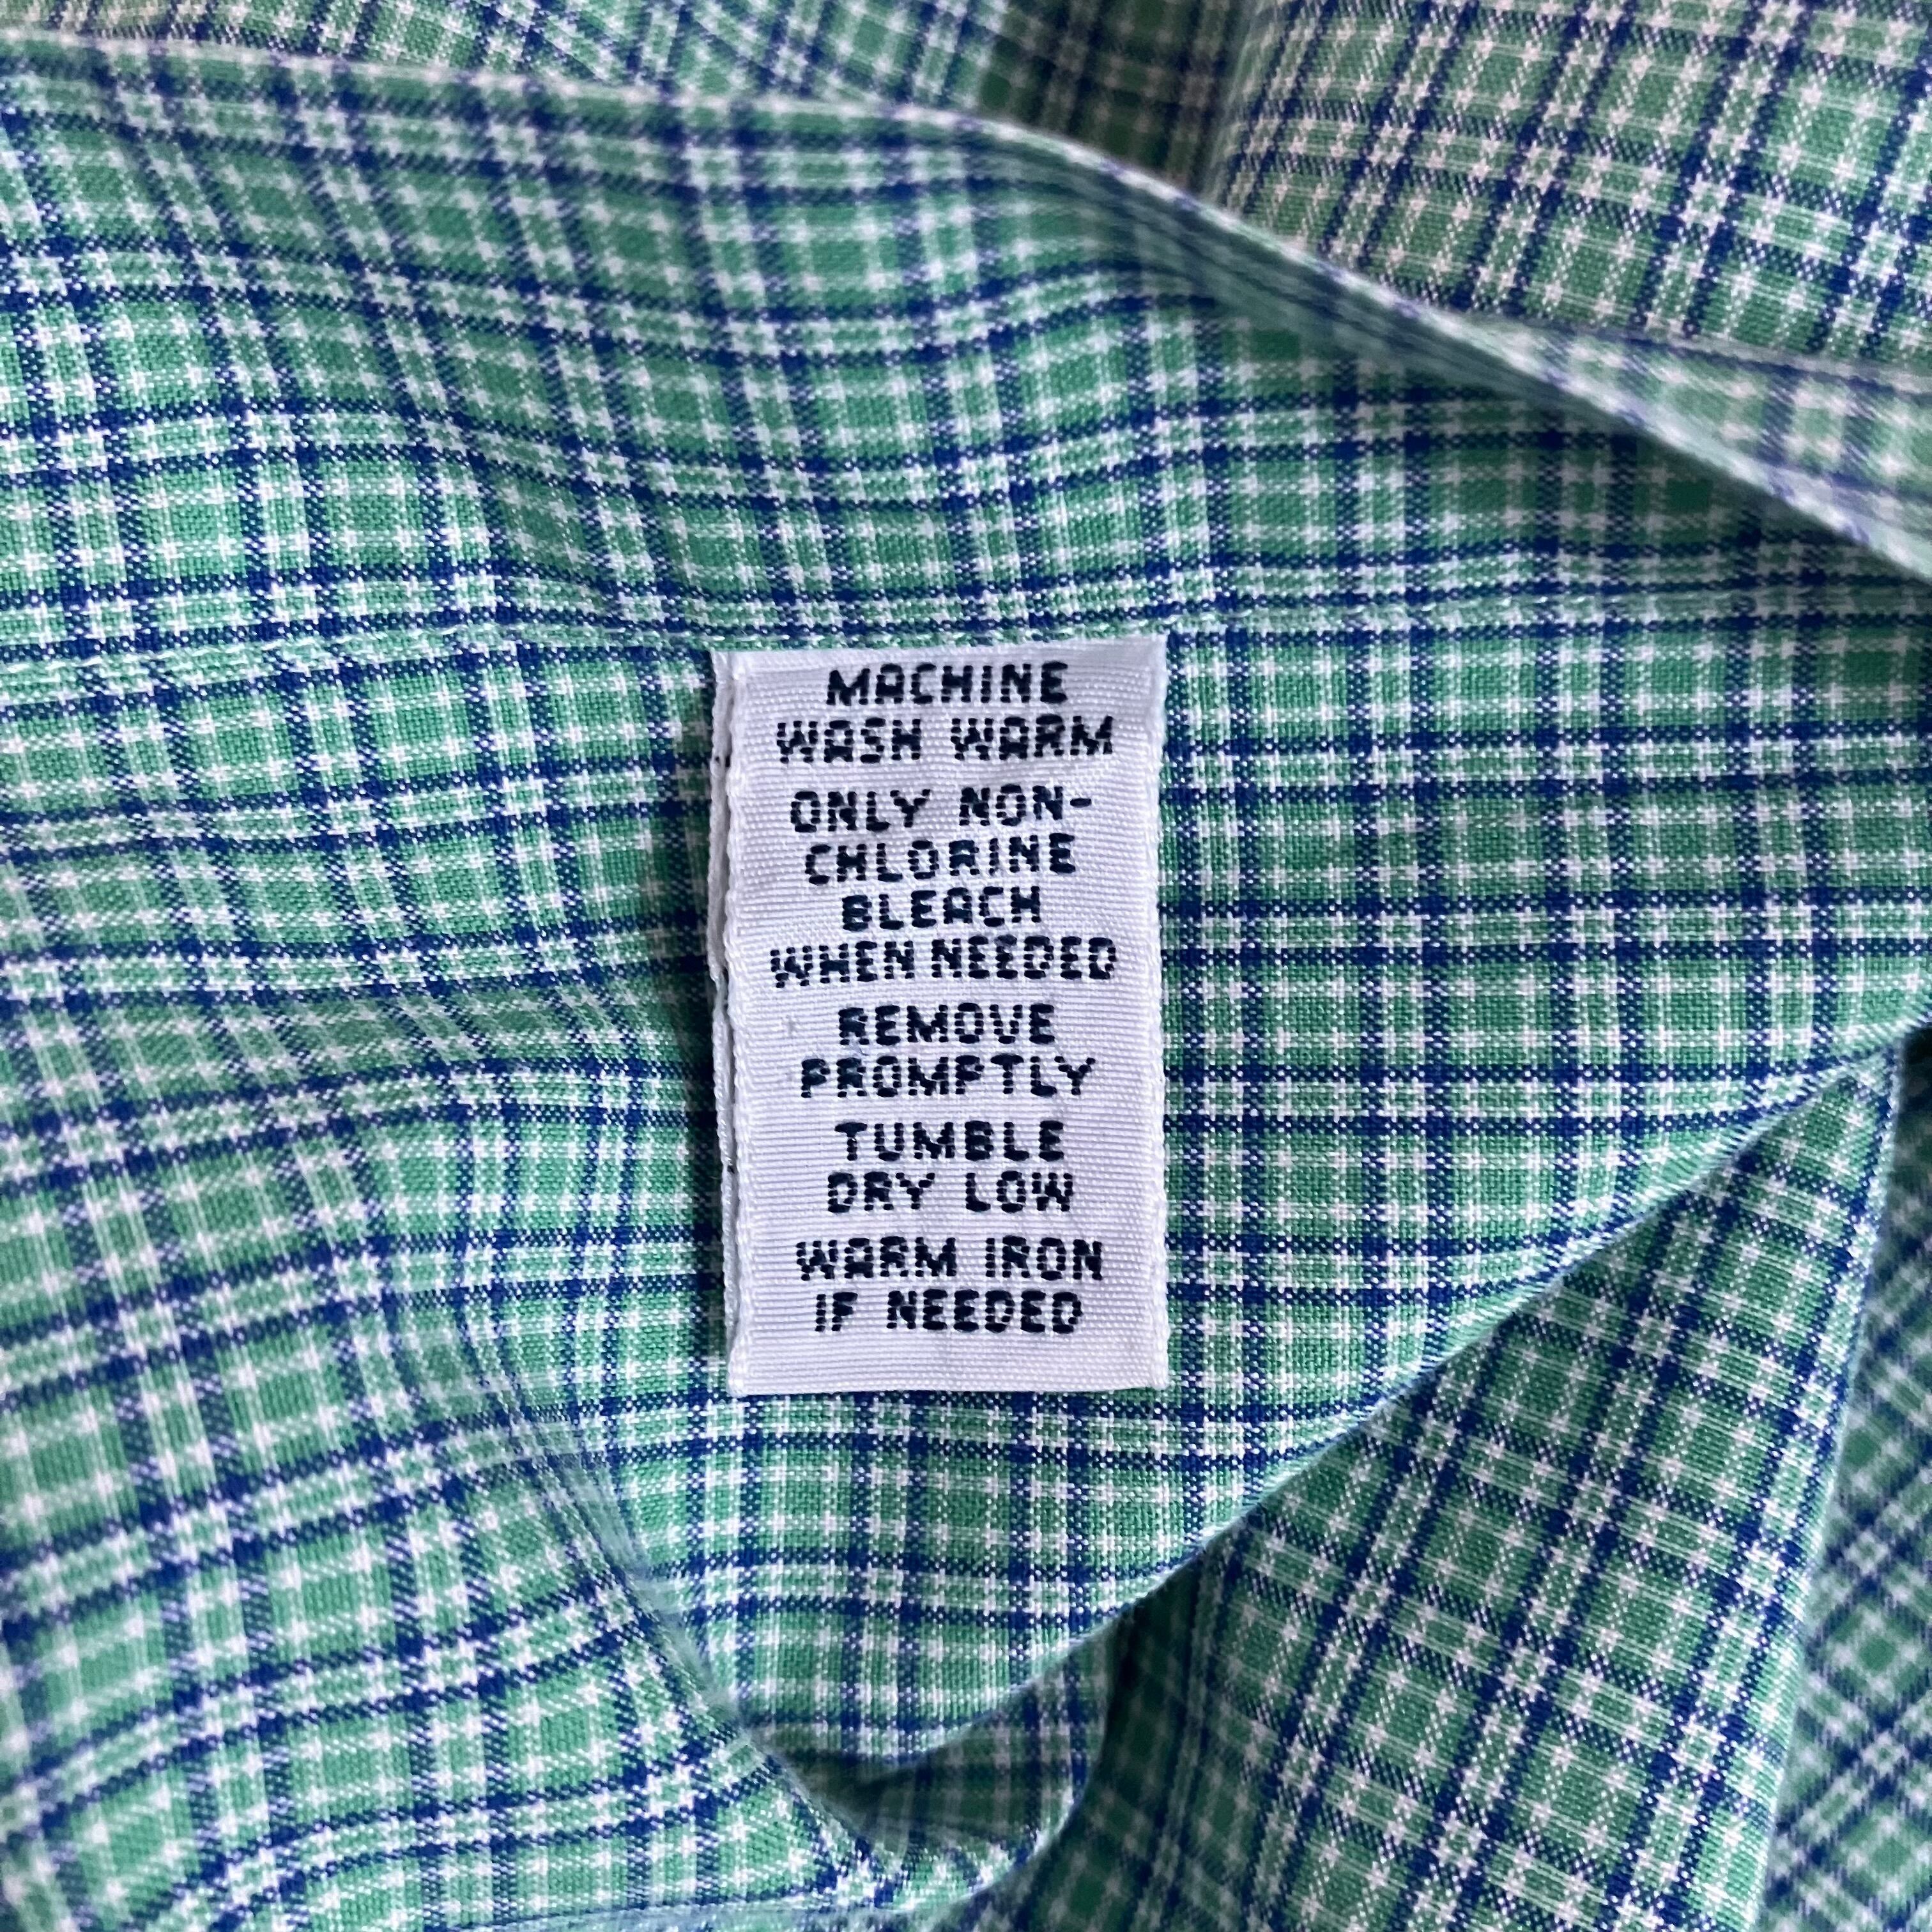 MACHINE
WASH WARM
ONLY NON-
CHLORINE
BLEACH
WHEN NEEDED
REMOVE
PROMPTLY
TUMBLE
DRY LOW
WARM IRON
IF NEEDED